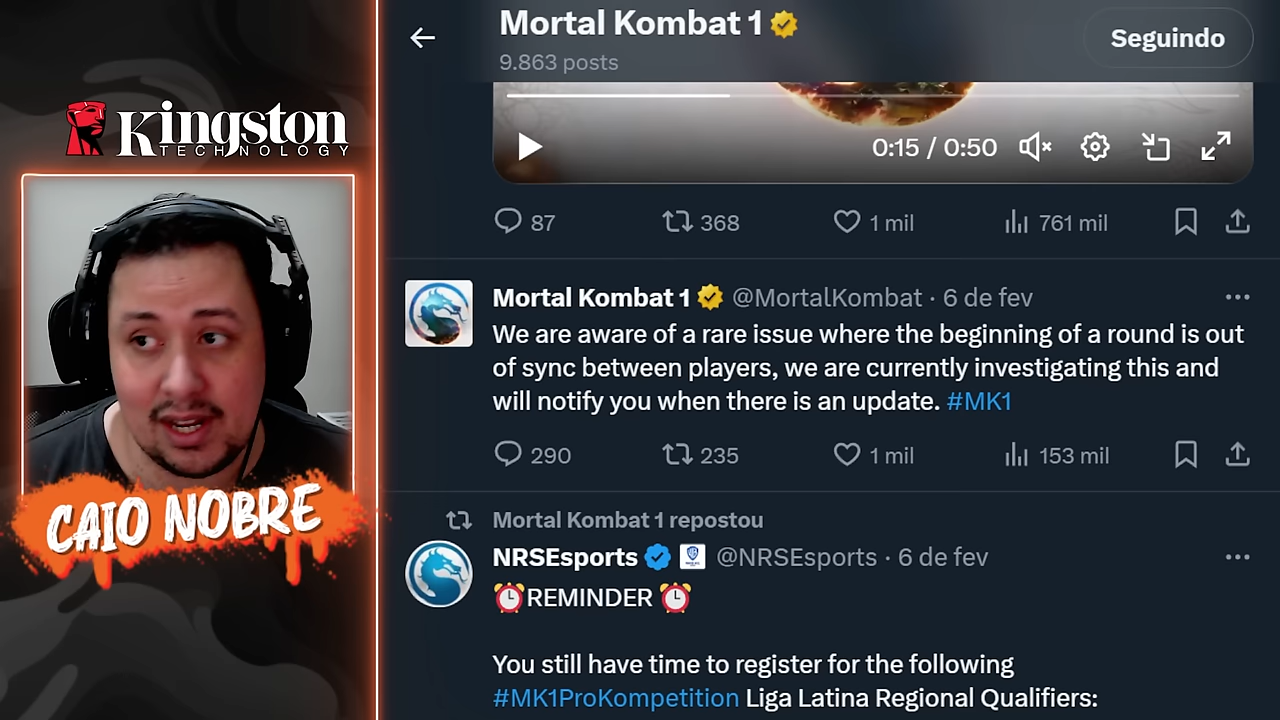 Kingston
TECHNOLOGY
CAIO NOBRE
Mortal Kombat 1
9.863 posts
Seguindo
0:15 / 0:50
87
368
1 mil
761 mil
Mortal Kombat 1 @MortalKombat · 6 de fev
We are aware of a rare issue where the beginning of a round is out
of sync between players, we are currently investigating this and
will notify you when there is an update. #MK1
290
235
1 mil
153 mil
Mortal Kombat 1 repostou
NRSEsports @NRSEsports · 6 de fev
⏰REMINDER ⏰
You still have time to register for the following
#MK1ProKompetition Liga Latina Regional Qualifiers: